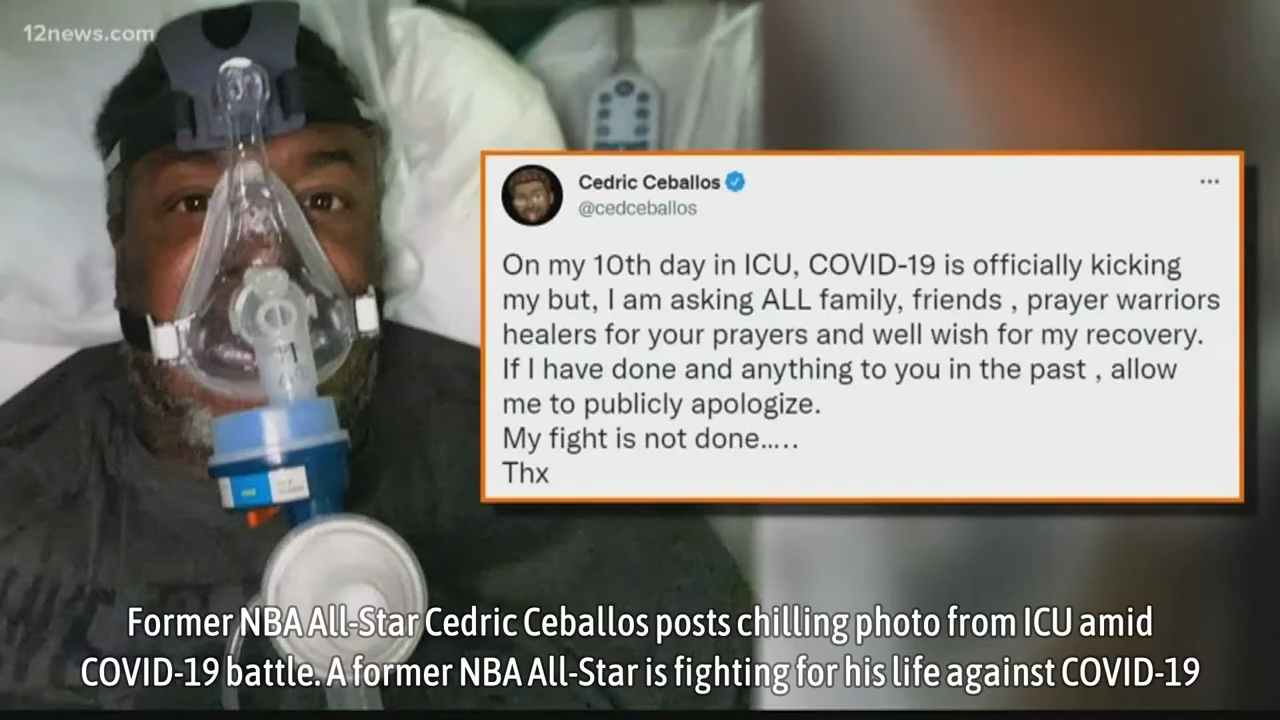 12news.com
Cedric Ceballos
@cedceballos
On my 10th day in ICU, COVID-19 is officially kicking
my but, I am asking ALL family, friends , prayer warriors
healers for your prayers and well wish for my recovery.
If I have done and anything to you in the past , allow
me to publicly apologize.
My fight is not done.....
Thx
Former NBA All-Star Cedric Ceballos posts chilling photo from ICU amid
COVID-19 battle. A former NBA All-Star is fighting for his life against COVID-19